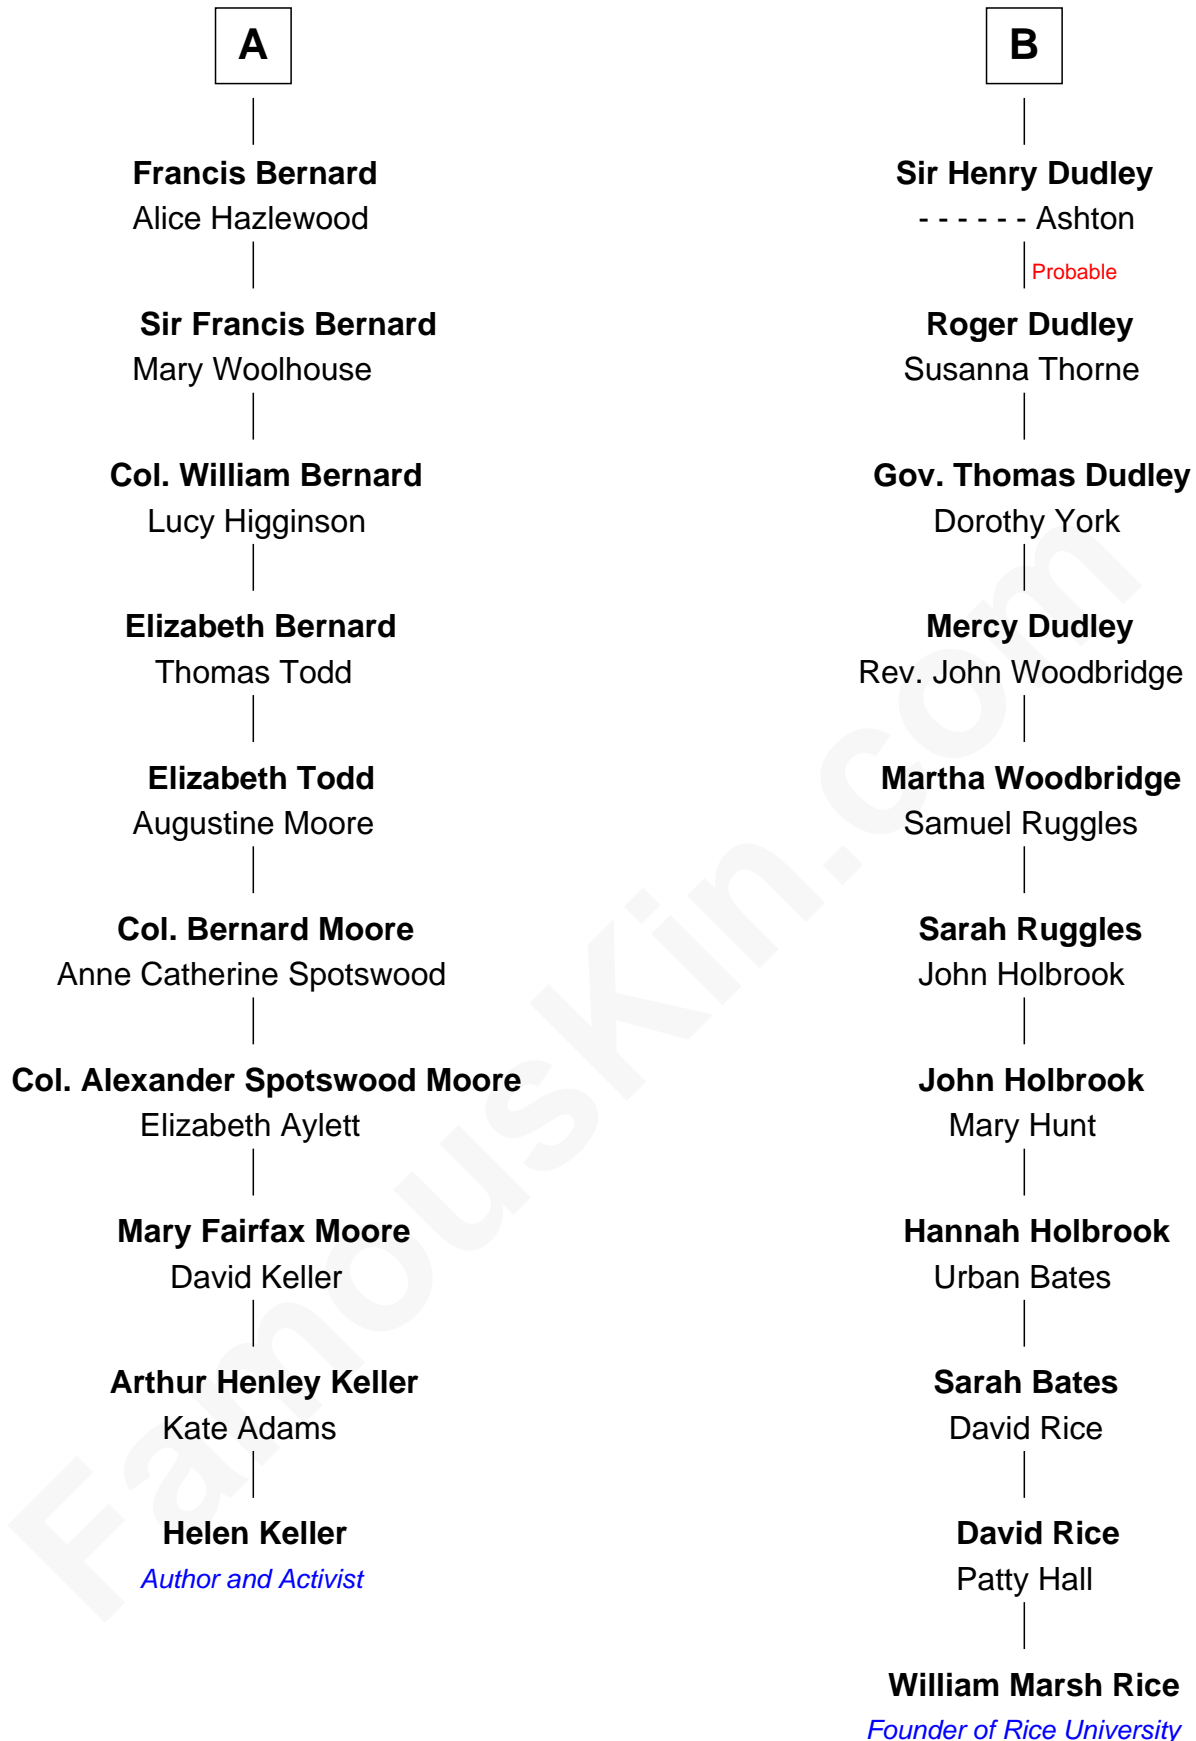 A
Francis Bernard
Alice Hazlewood
Sir Francis Bernard
Mary Woolhouse
Col. William Bernard
Lucy Higginson
Elizabeth Bernard
Thomas Todd
Elizabeth Todd
Augustine Moore
Col. Bernard Moore
Anne Catherine Spotswood
Col. Alexander Spotswood Moore
Elizabeth Aylett
Mary Fairfax Moore
David Keller
Arthur Henley Keller
Kate Adams
Helen Keller
Author and Activist
B
Sir Henry Dudley
- - - - - - Ashton
Probable
Roger Dudley
Susanna Thorne
Gov. Thomas Dudley
Dorothy York
Mercy Dudley
Rev. John Woodbridge
Martha Woodbridge
Samuel Ruggles
Sarah Ruggles
John Holbrook
John Holbrook
Mary Hunt
Hannah Holbrook
Urban Bates
Sarah Bates
David Rice
David Rice
Patty Hall
William Marsh Rice
Founder of Rice University
FamousKin.com